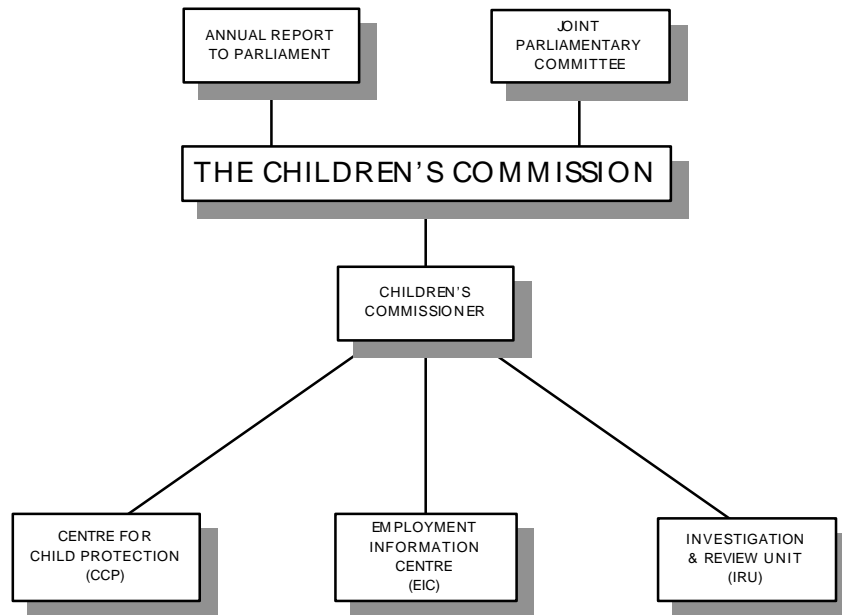 ANNUAL REPORT
TO PARLIAMENT
JOINT
PARLIAMENTARY
COMMITTEE
THE CHILDREN'S COMMISSION
CHILDREN'S
COMMISSIONER
CENTRE FOR
CHILD PROTECTION
(CCP)
EMPLOYMENT
INFORMATION
CENTRE
(EIC)
INVESTIGATION
& REVIEW UNIT
(IRU)